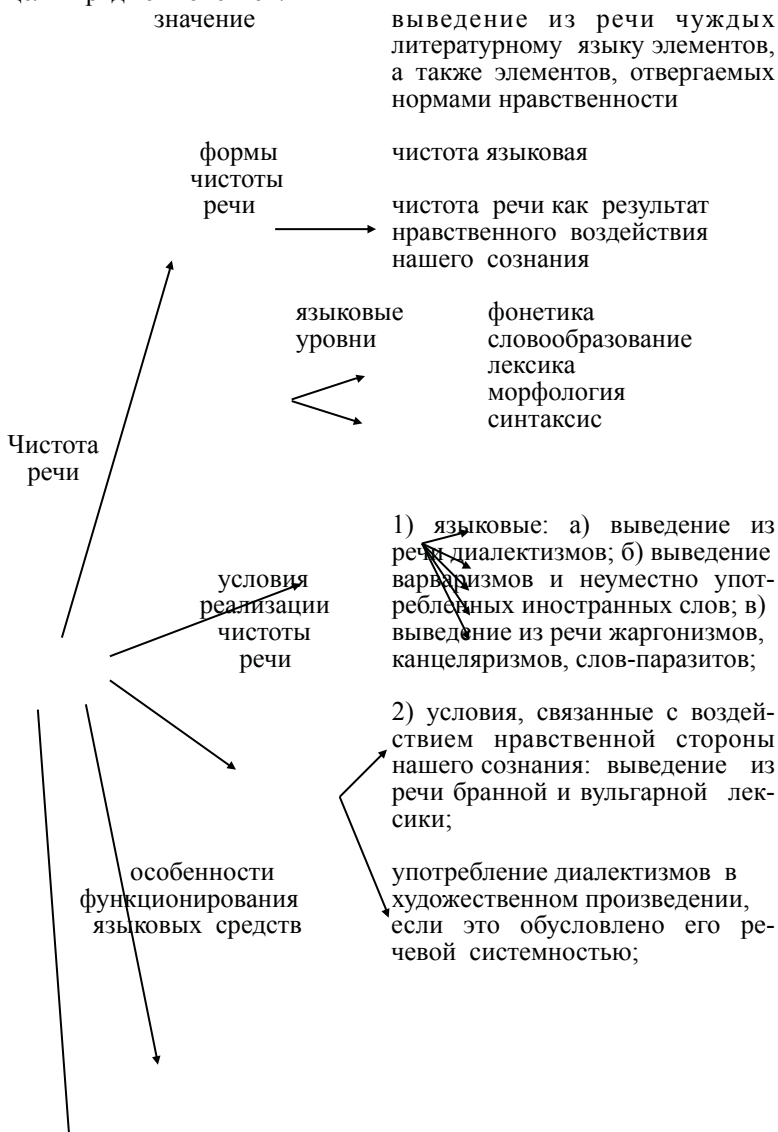 значение
выведение из речи чуждых
литературному языку элементов,
а также элементов, отвергаемых
нормами нравственности
формы
чистоты
речи
чистота языковая
чистота речи как результат
нравственного воздействия
нашего сознания
языковые
уровни
фонетика
словообразование
лексика
морфология
синтаксис
Чистота
речи
условия
реализации
чистоты
речи
1) языковые: а) выведение из
речи диалектизмов; б) выведение
варваризмов и неуместно упот-
ребленных иностранных слов; в)
выведение из речи жаргонизмов,
канцеляризмов, слов-паразитов;
2) условия, связанные с воздей-
ствием нравственной стороны
нашего сознания: выведение из
речи бранной и вульгарной лек-
сики;
особенности
функционирования
языковых средств
употребление диалектизмов в
художественном произведении,
если это обусловлено его ре-
чевой системностью;